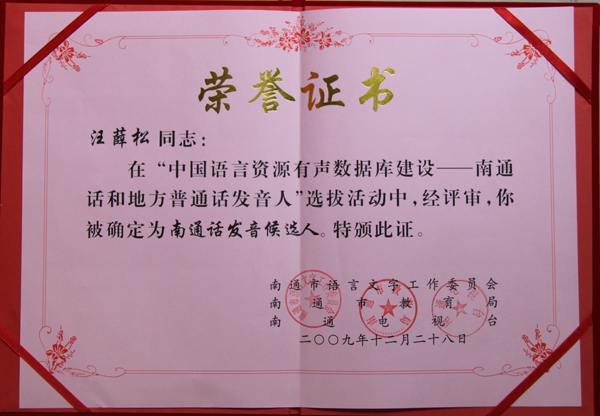 荣誉证书
汪薛松 同志：
在“中国语言资源有声数据库建设——南通
话和地方普通话发音人”选拔活动中，经评审，你
被确定为南通话发音候选人。特颁此证。
南通市语言文字工作委员会
南通市教育局
南通电视台
二〇〇九年十二月二十八日